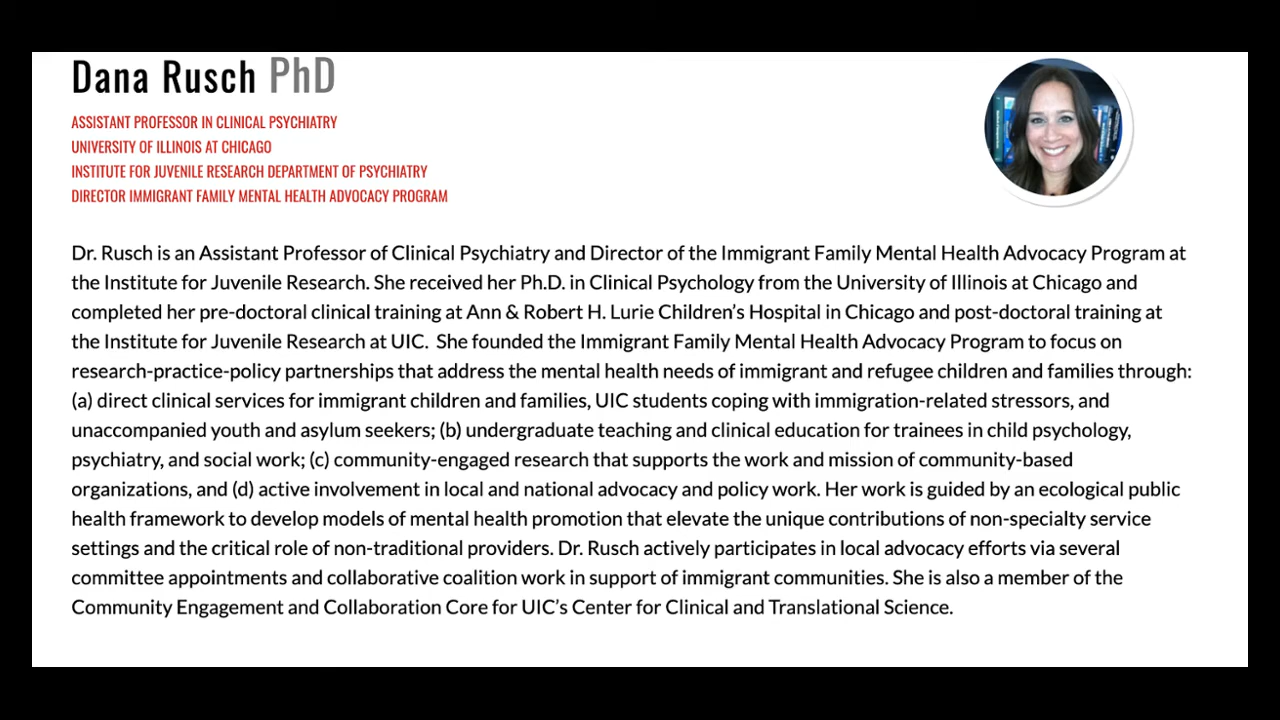 Dana Rusch PhD
ASSISTANT PROFESSOR IN CLINICAL PSYCHIATRY
UNIVERSITY OF ILLINOIS AT CHICAGO
INSTITUTE FOR JUVENILE RESEARCH DEPARTMENT OF PSYCHIATRY
DIRECTOR IMMIGRANT FAMILY MENTAL HEALTH ADVOCACY PROGRAM
Dr. Rusch is an Assistant Professor of Clinical Psychiatry and Director of the Immigrant Family Mental Health Advocacy Program at
the Institute for Juvenile Research. She received her Ph.D. in Clinical Psychology from the University of Illinois at Chicago and
completed her pre-doctoral clinical training at Ann & Robert H. Lurie Children’s Hospital in Chicago and post-doctoral training at
the Institute for Juvenile Research at UIC.  She founded the Immigrant Family Mental Health Advocacy Program to focus on
research-practice-policy partnerships that address the mental health needs of immigrant and refugee children and families through:
(a) direct clinical services for immigrant children and families, UIC students coping with immigration-related stressors, and
unaccompanied youth and asylum seekers; (b) undergraduate teaching and clinical education for trainees in child psychology,
psychiatry, and social work; (c) community-engaged research that supports the work and mission of community-based
organizations, and (d) active involvement in local and national advocacy and policy work. Her work is guided by an ecological public
health framework to develop models of mental health promotion that elevate the unique contributions of non-specialty service
settings and the critical role of non-traditional providers. Dr. Rusch actively participates in local advocacy efforts via several
committee appointments and collaborative coalition work in support of immigrant communities. She is also a member of the
Community Engagement and Collaboration Core for UIC’s Center for Clinical and Translational Science.